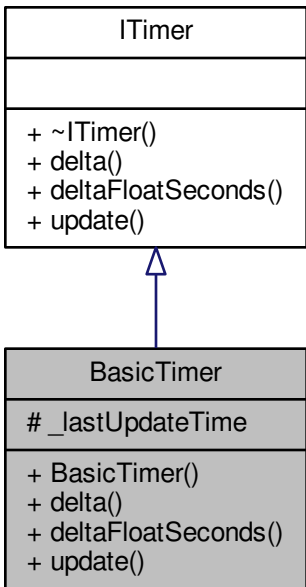 ITimer
+ ~ITimer()
+ delta()
+ deltaFloatSeconds()
+ update()
BasicTimer
# _lastUpdateTime
+ BasicTimer()
+ delta()
+ deltaFloatSeconds()
+ update()